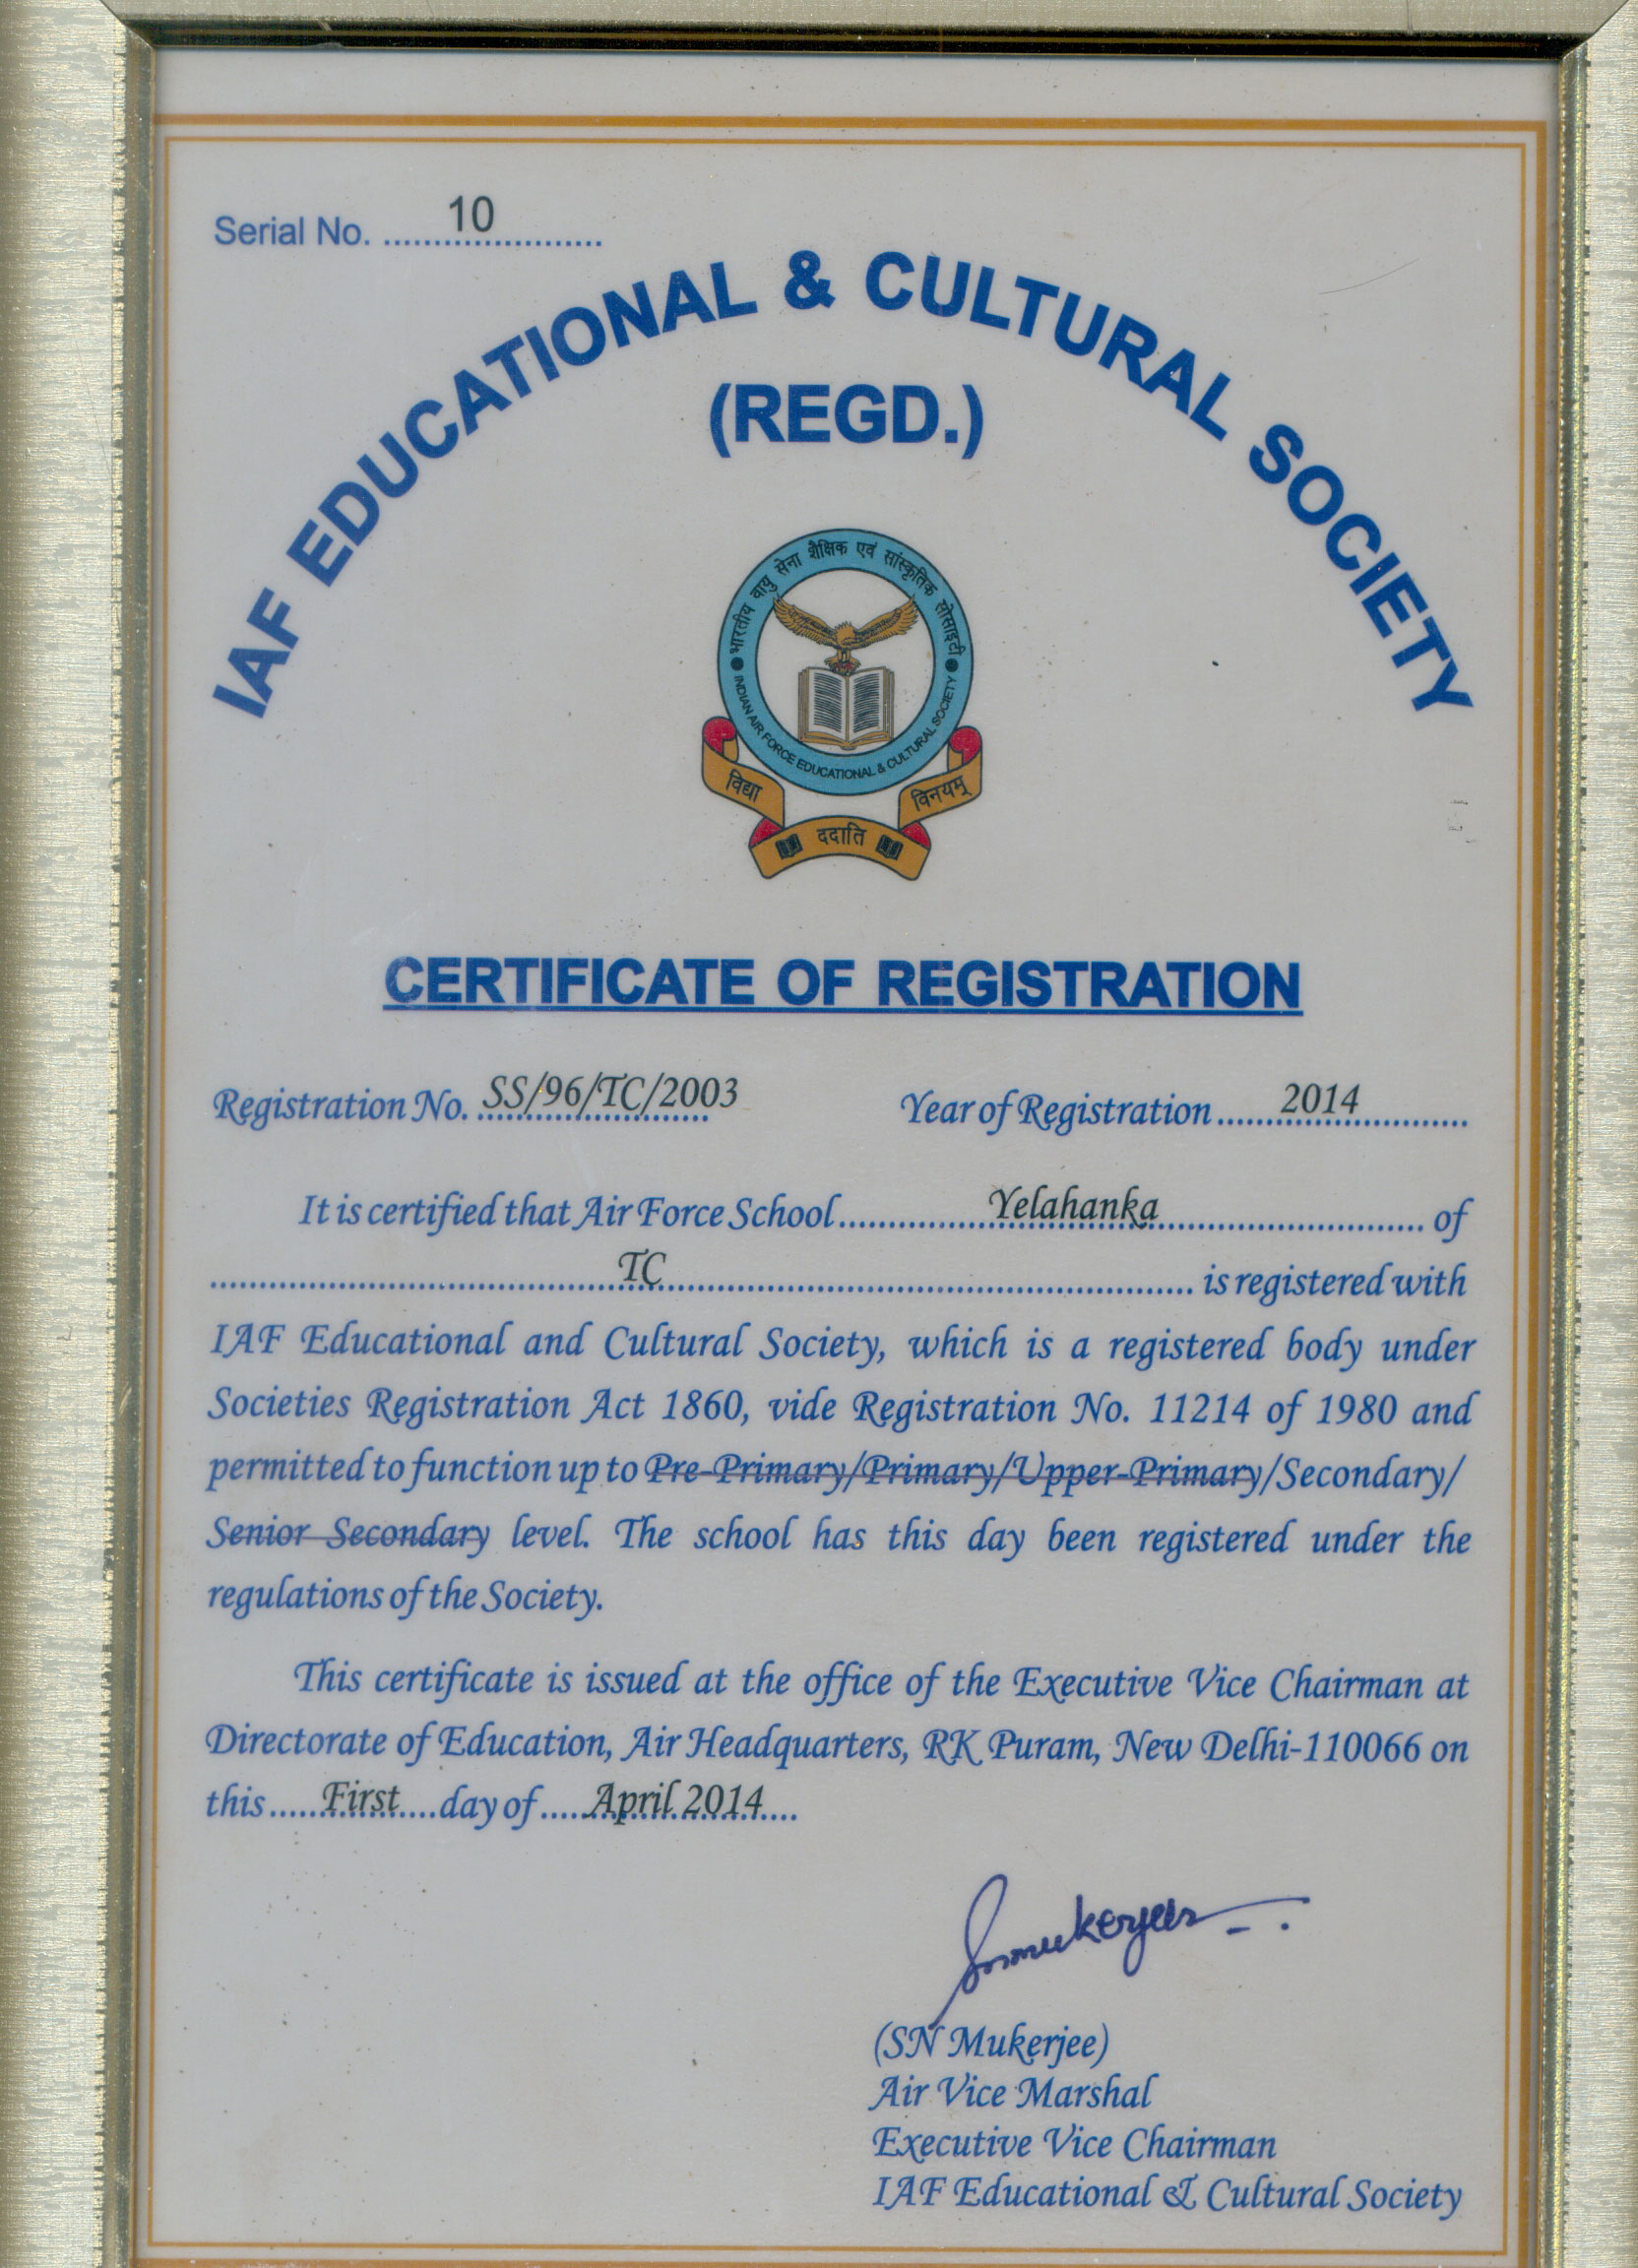 Serial No. ...... 10 ......
IAF EDUCATIONAL & CULTURAL SOCIETY
(REGD.)
भारतीय वायु सेना शैक्षिक एवं सांस्कृतिक सोसाइटी
INDIAN AIR FORCE EDUCATIONAL & CULTURAL SOCIETY
विद्या ददाति विनयम्
CERTIFICATE OF REGISTRATION
Registration No. SS/96/TC/2003 Year of Registration ...... 2014 ......
It is certified that Air Force School ...... Yelahanka ...... of
...... TC ...... is registered with
IAF Educational and Cultural Society, which is a registered body under
Societies Registration Act 1860, vide Registration No. 11214 of 1980 and
permitted to function up to Pre-Primary/Primary/Upper-Primary/Secondary/
Senior Secondary level. The school has this day been registered under the
regulations of the Society.
This certificate is issued at the office of the Executive Vice Chairman at
Directorate of Education, Air Headquarters, RK Puram, New Delhi-110066 on
this ...... First ...... day of ...... April 2014 ......
Snmukerjee
(SN Mukerjee)
Air Vice Marshal
Executive Vice Chairman
IAF Educational & Cultural Society